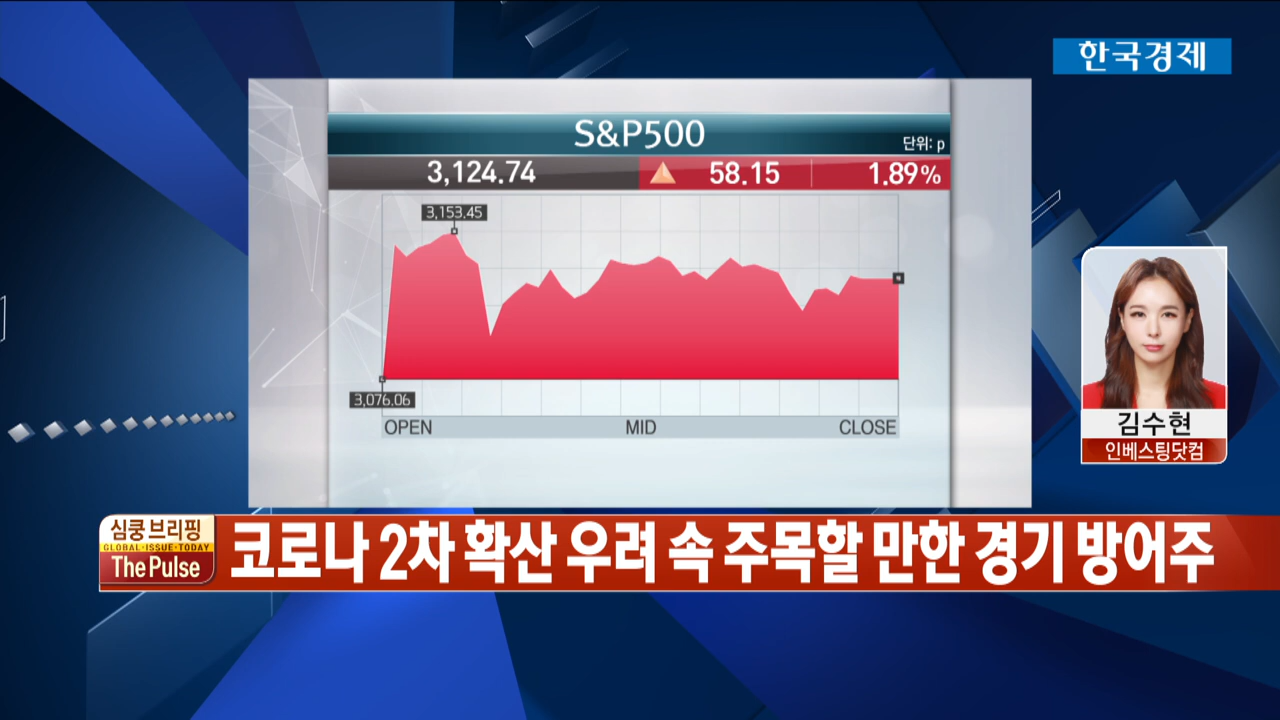 한국경제
S&P500
단위: p
3,124.74 58.15 1.89%
3,153.45
3,076.06
OPEN MID CLOSE
김수현
인베스팅닷컴
심쿵 브리핑
GLOBAL·ISSUE·TODAY
The Pulse
코로나 2차 확산 우려 속 주목할 만한 경기 방어주